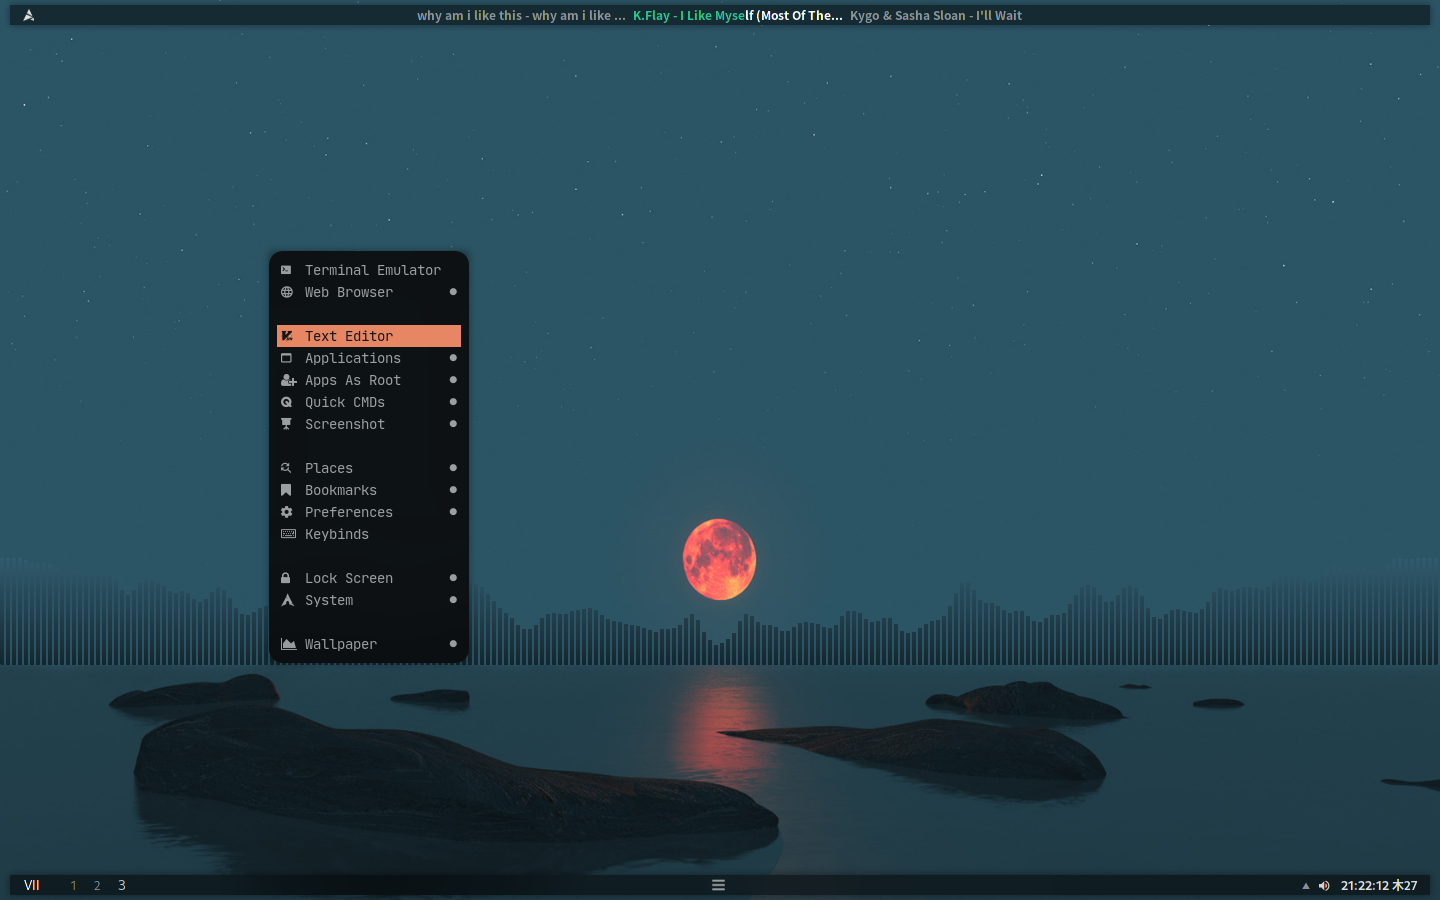 why am i like this - why am i like ... K.Flay - I Like Myself (Most Of The... Kygo & Sasha Sloan - I'll Wait
Terminal Emulator
Web Browser
Text Editor
Applications
Apps As Root
Quick CMDs
Screenshot
Places
Bookmarks
Preferences
Keybinds
Lock Screen
System
Wallpaper
VII 1 2 3 21:22:12 木27